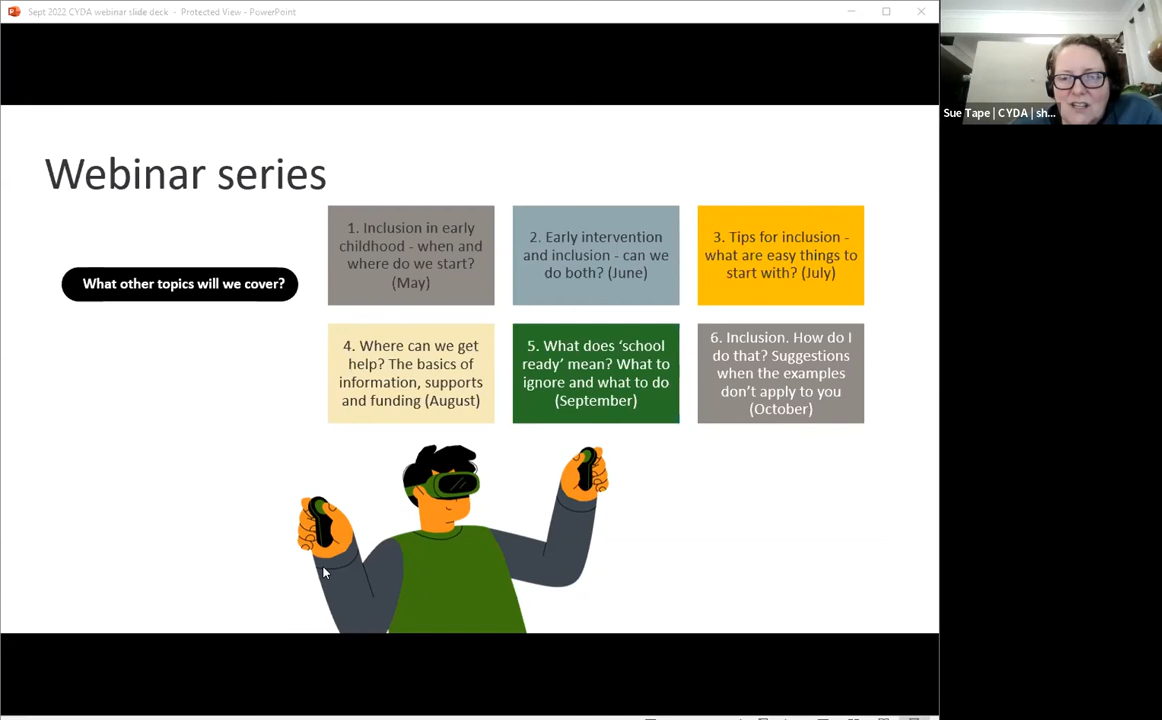 Sept 2022 CYDA webinar slide deck  -  Protected View - PowerPoint
Sue Tape | CYDA | sh...
Webinar series
What other topics will we cover?
1. Inclusion in early
childhood - when and
where do we start?
(May)
2. Early intervention
and inclusion - can we
do both? (June)
3. Tips for inclusion -
what are easy things to
start with? (July)
4. Where can we get
help? The basics of
information, supports
and funding (August)
5. What does ‘school
ready’ mean? What to
ignore and what to do
(September)
6. Inclusion. How do I
do that? Suggestions
when the examples
don’t apply to you
(October)